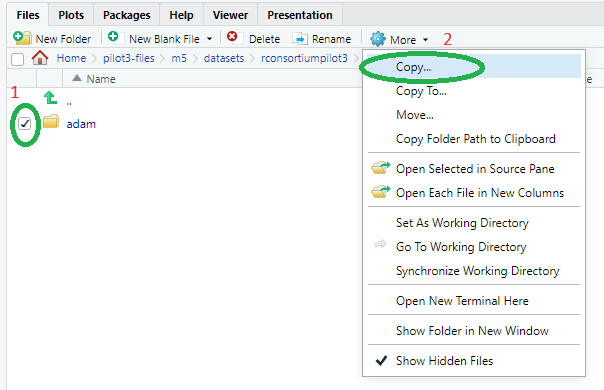 Files Plots Packages Help Viewer Presentation
New Folder New Blank File Delete Rename More 2
Home pilot3-files m5 datasets rconsortiumpilot3
Name
1
..
adam
Copy...
Copy To...
Move...
Copy Folder Path to Clipboard
Open Selected in Source Pane
Open Each File in New Columns
Set As Working Directory
Go To Working Directory
Synchronize Working Directory
Open New Terminal Here
Show Folder in New Window
Show Hidden Files